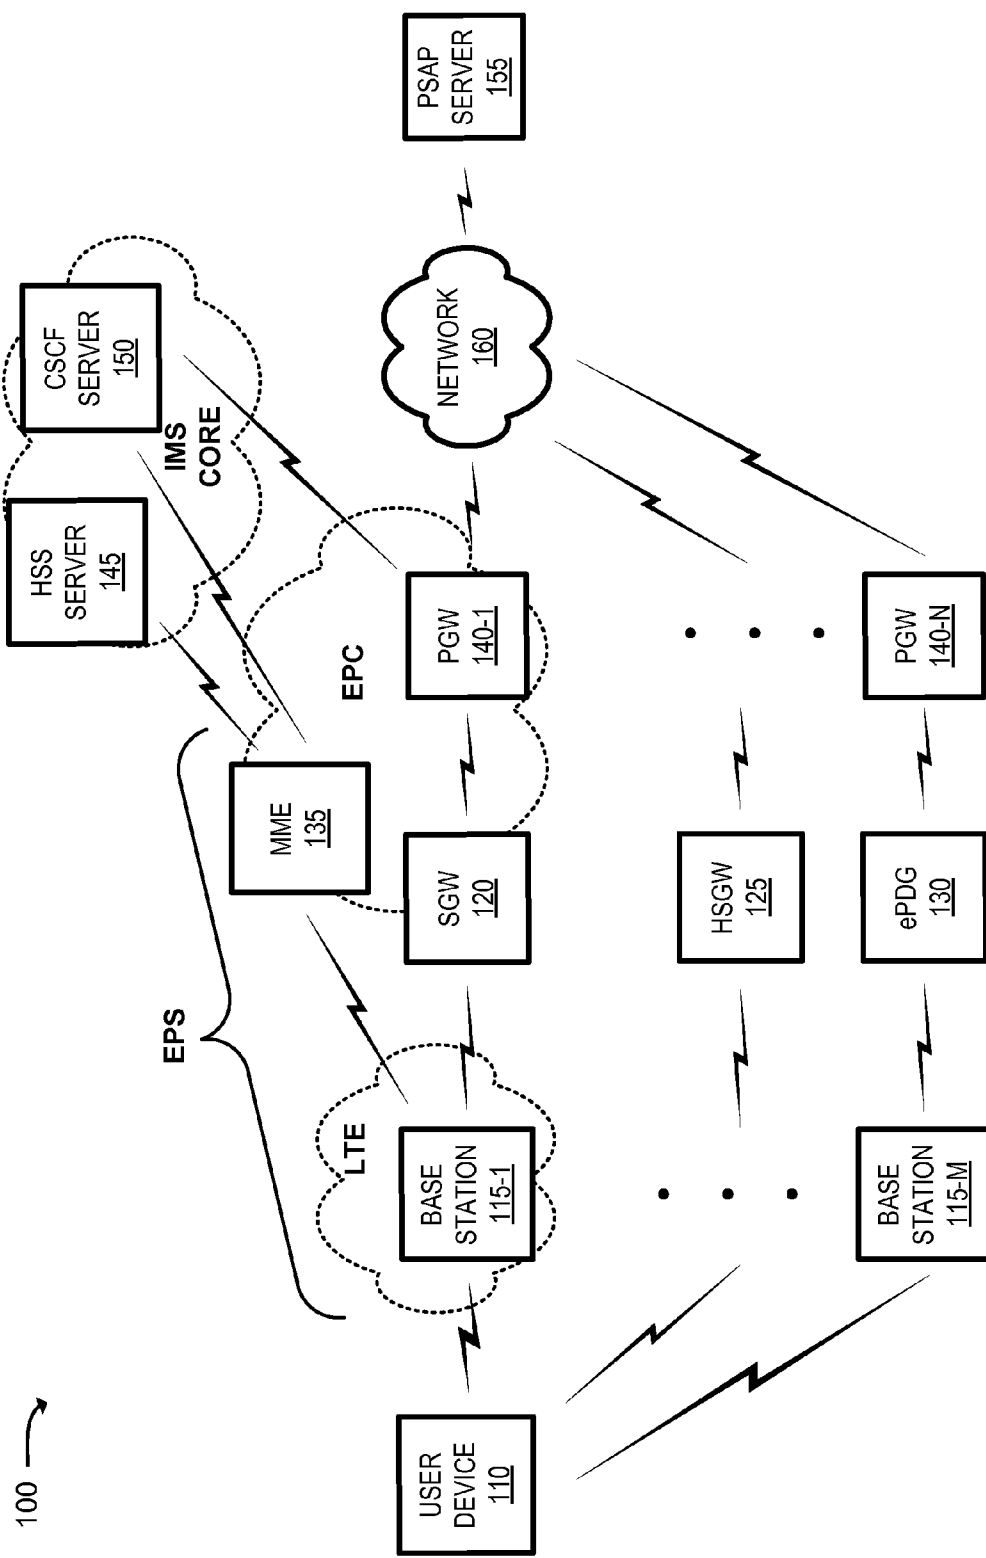 100
EPS
HSS
SERVER
145
CSCF
SERVER
150
IMS
CORE
MME
135
EPC
LTE
USER
DEVICE
110
BASE
STATION
115-1
SGW
120
PGW
140-1
NETWORK
160
PSAP
SERVER
155
HSGW
125
BASE
STATION
115-M
ePDG
130
PGW
140-N